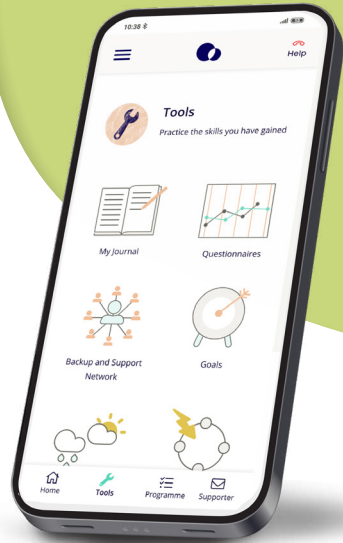 10:38
Help
Tools
Practice the skills you have gained
My Journal
Questionnaires
Backup and Support
Network
Goals
Home
Tools
Programme
Supporter